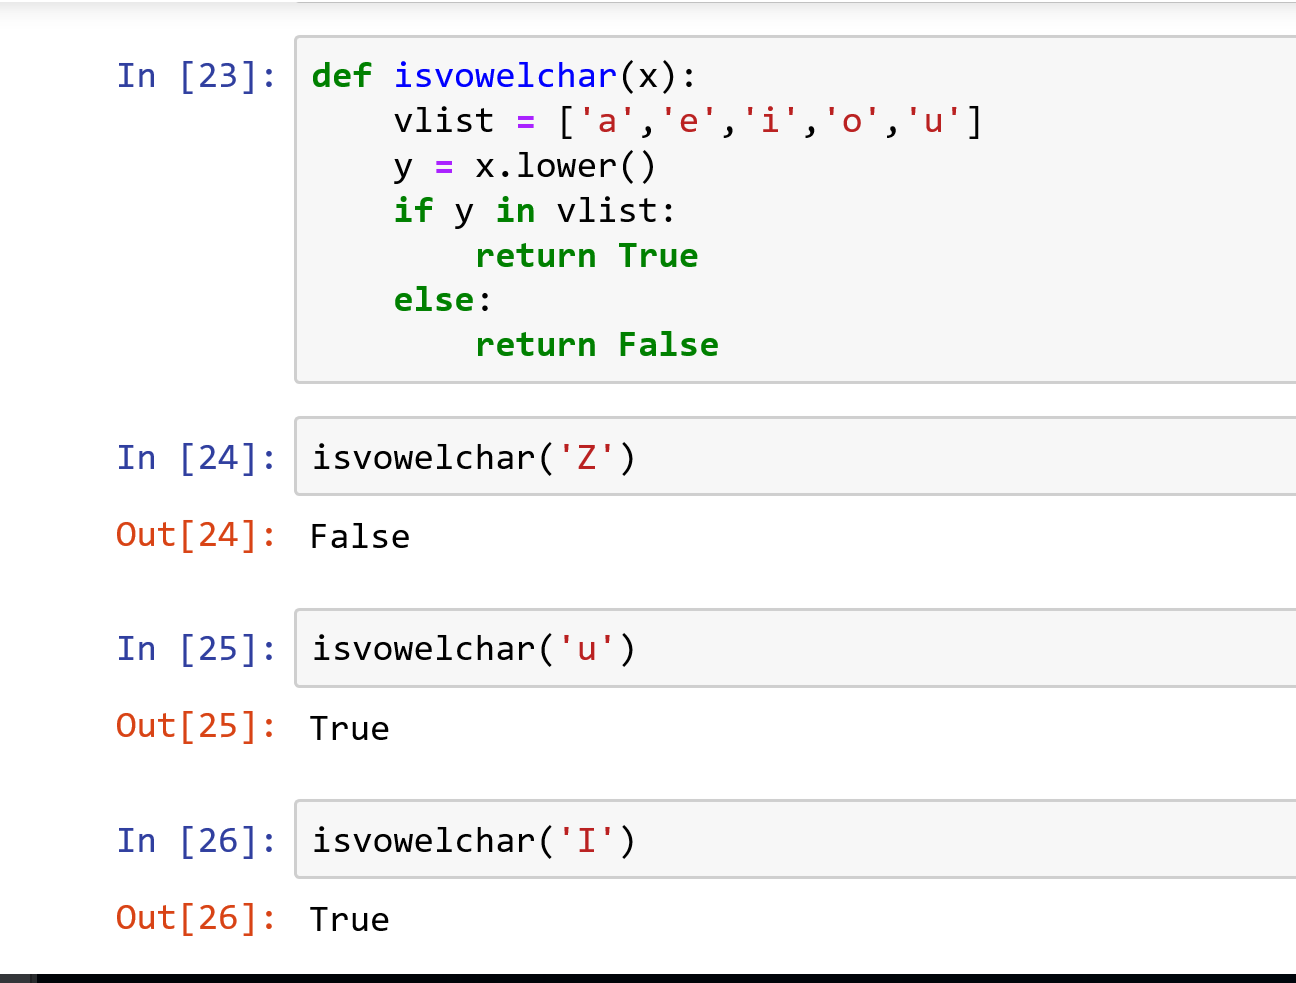 In [23]: def isvowelchar(x):
    vlist = ['a','e','i','o','u']
    y = x.lower()
    if y in vlist:
        return True
    else:
        return False
In [24]: isvowelchar('Z')
Out[24]: False
In [25]: isvowelchar('u')
Out[25]: True
In [26]: isvowelchar('I')
Out[26]: True